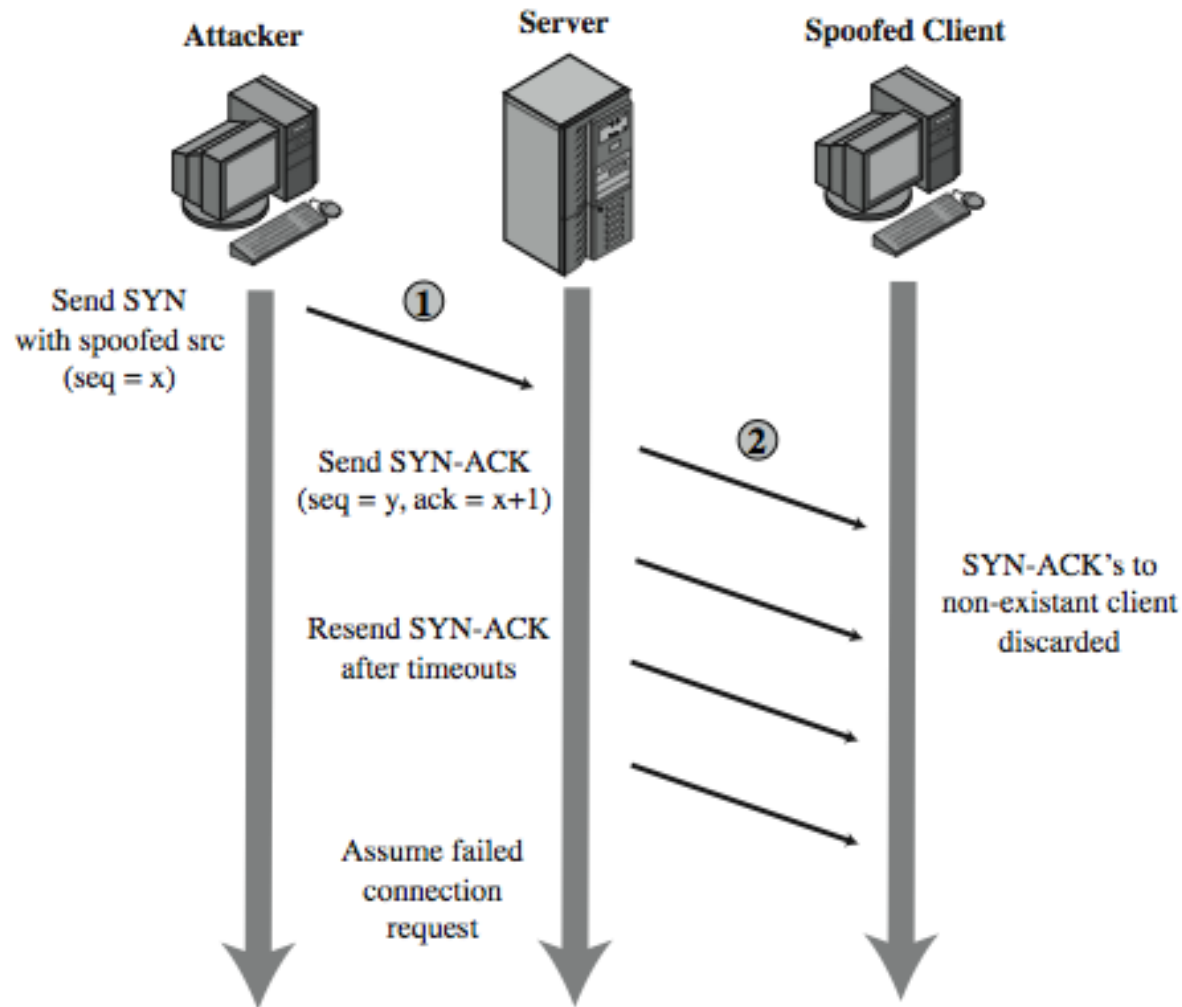 Attacker
Server
Spoofed Client
Send SYN
with spoofed src
(seq = x)
1
Send SYN-ACK
(seq = y, ack = x+1)
2
SYN-ACK's to
non-existant client
discarded
Resend SYN-ACK
after timeouts
Assume failed
connection
request